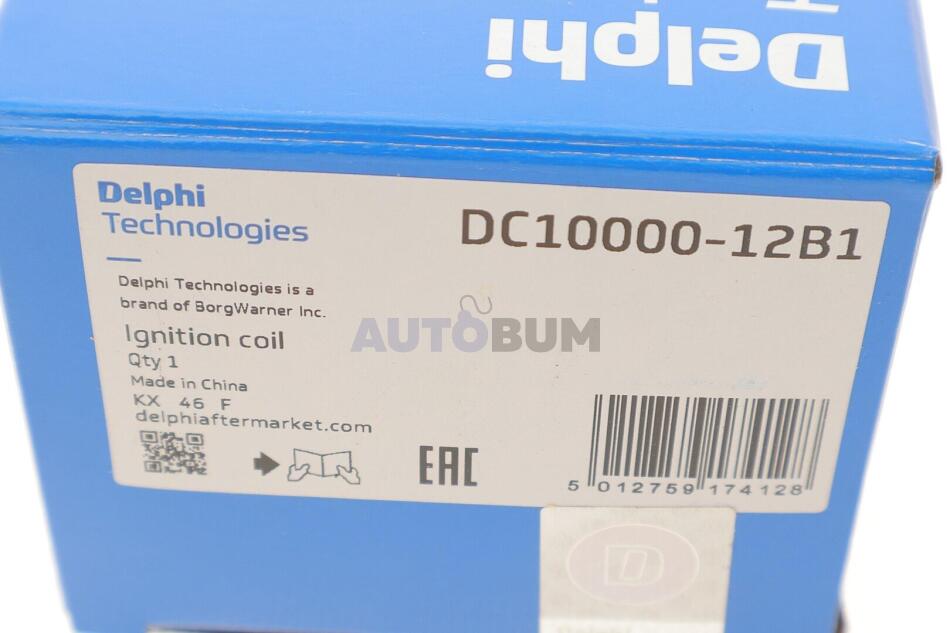 Delphi
Delphi
Technologies
DC10000-12B1
Delphi Technologies is a
brand of BorgWarner Inc.
Ignition coil
Qty 1
Made in China
KX 46 F
delphiaftermarket.com
AUTOBUM
EAC
5 012759 174128
D